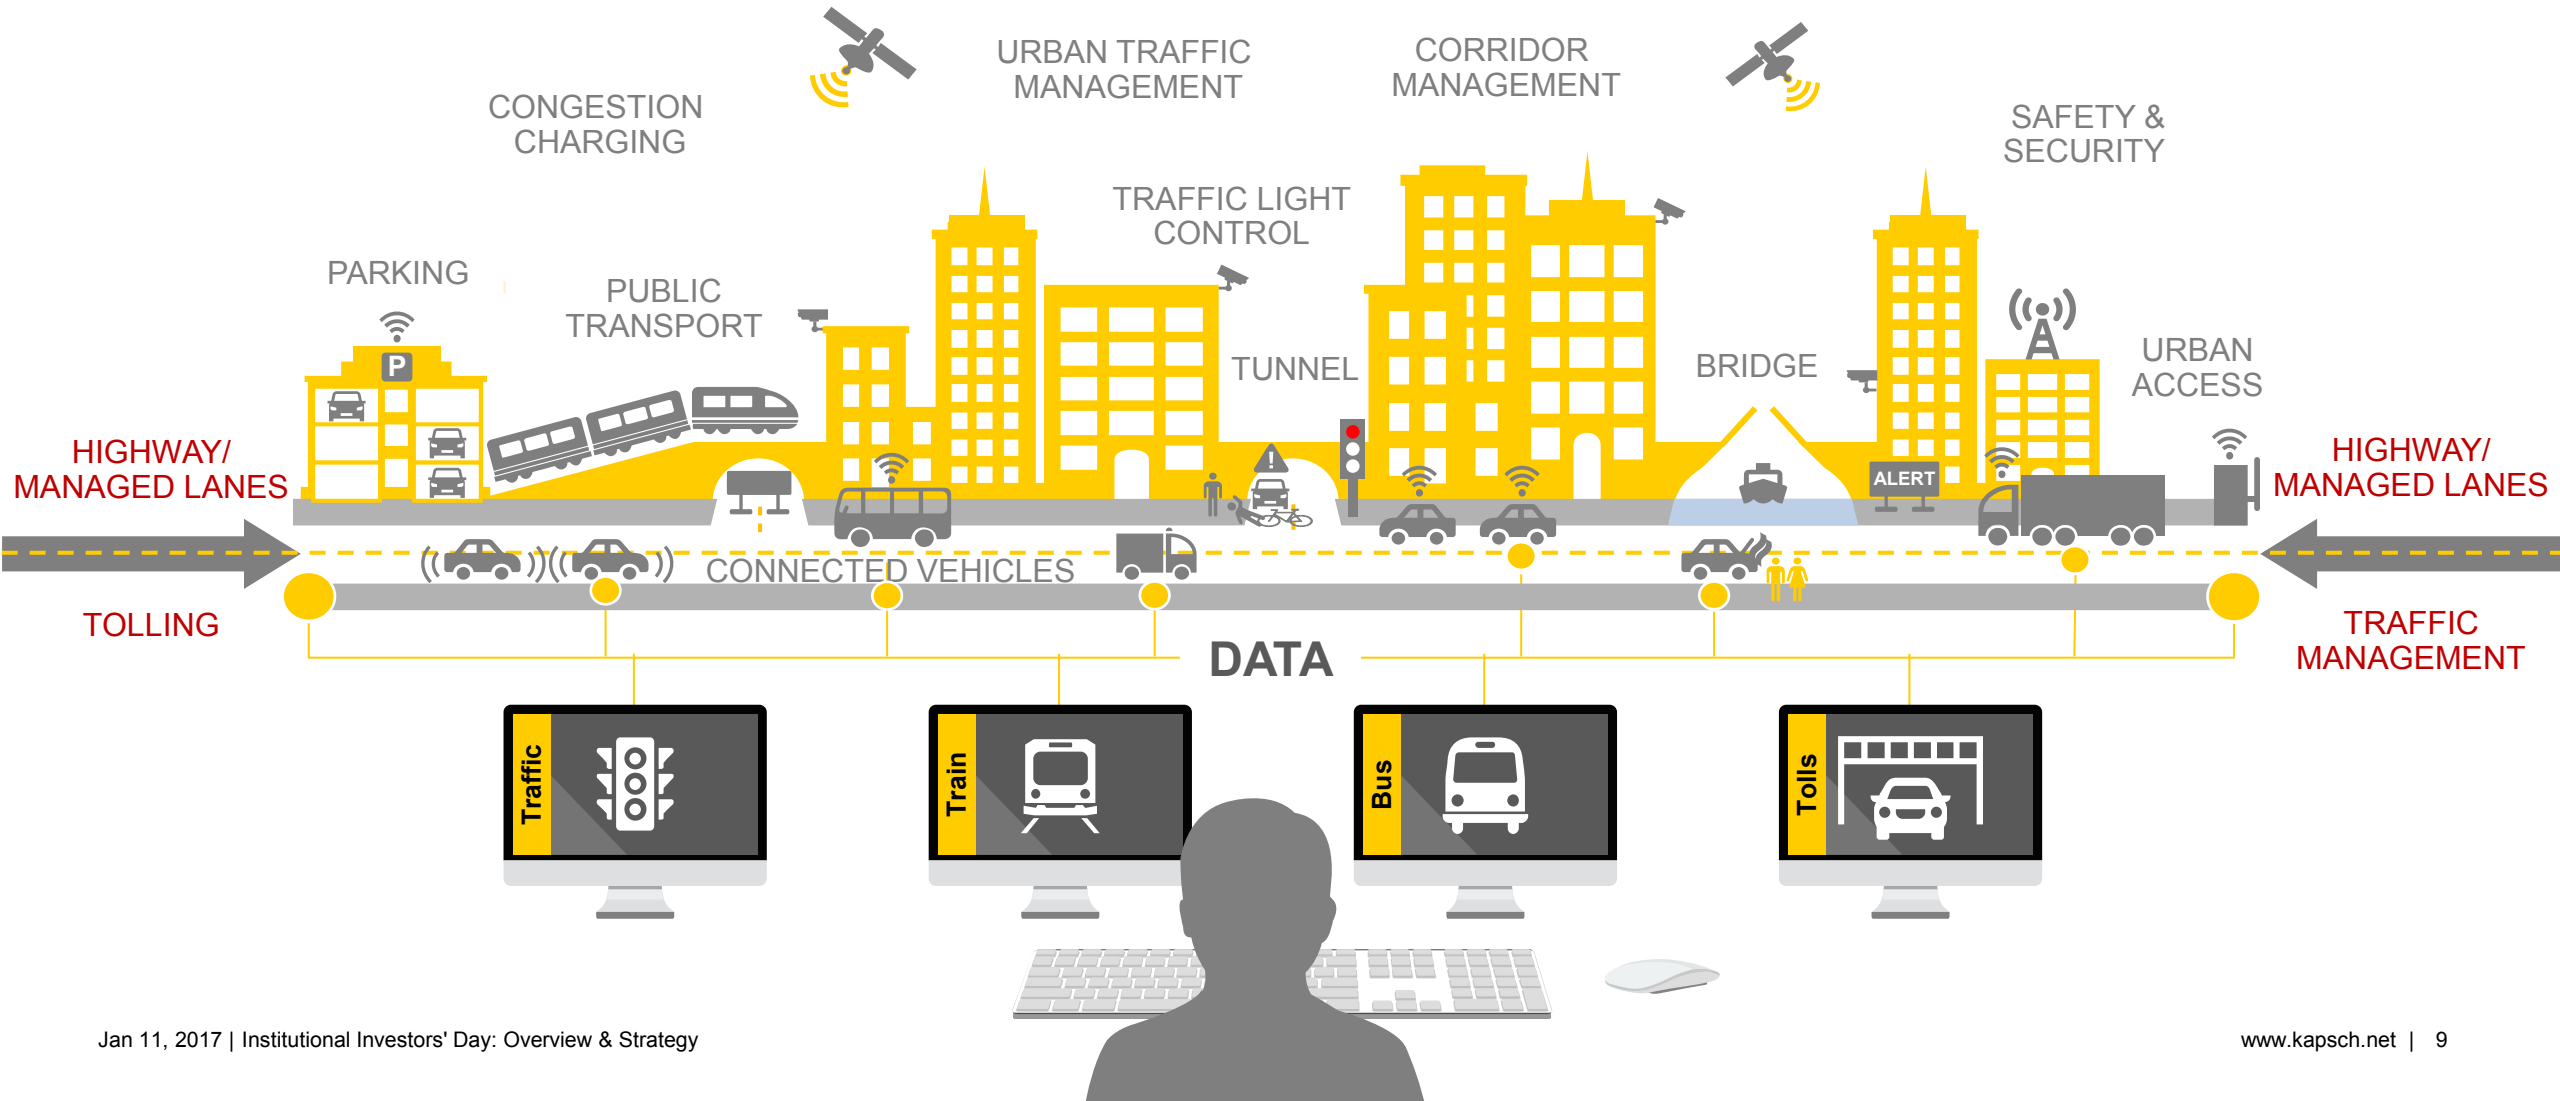 URBAN TRAFFIC
MANAGEMENT
CORRIDOR
MANAGEMENT
CONGESTION
CHARGING
SAFETY &
SECURITY
TRAFFIC LIGHT
CONTROL
PARKING
PUBLIC
TRANSPORT
TUNNEL
BRIDGE
URBAN
ACCESS
P
HIGHWAY/
MANAGED LANES
ALERT
HIGHWAY/
MANAGED LANES
CONNECTED VEHICLES
TOLLING
TRAFFIC
MANAGEMENT
DATA
Traffic
Train
Bus
Tolls
Jan 11, 2017 | Institutional Investors' Day: Overview & Strategy
www.kapsch.net | 9